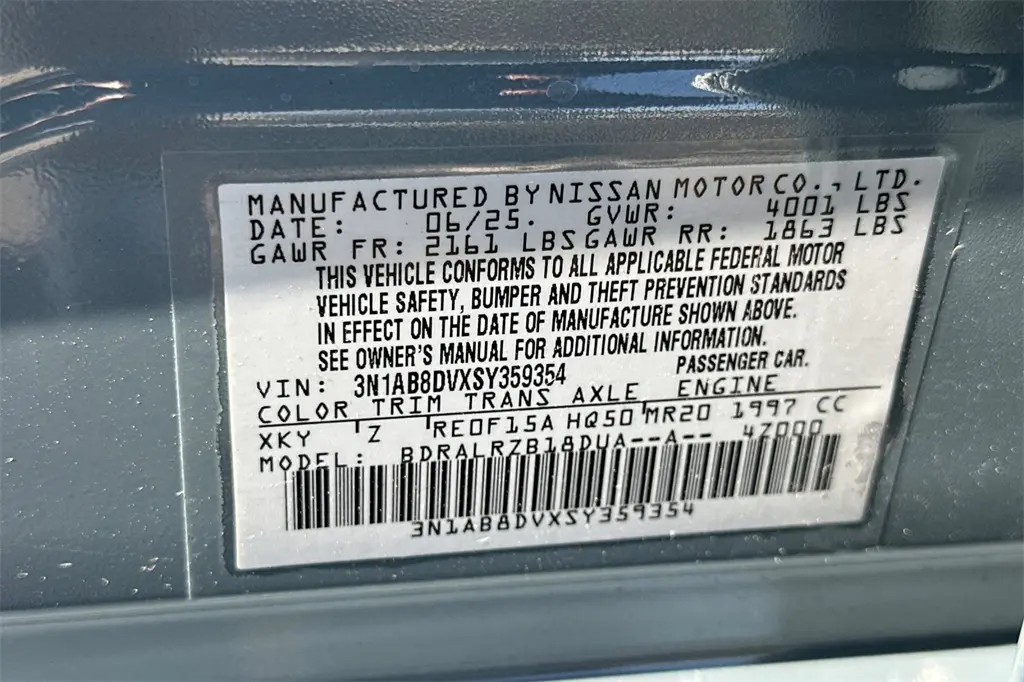 MANUFACTURED BY NISSAN MOTOR CO., LTD.
DATE: 06/25. GVWR: 4001 LBS
GAWR FR: 2161 LBS GAWR RR: 1863 LBS
THIS VEHICLE CONFORMS TO ALL APPLICABLE FEDERAL MOTOR
VEHICLE SAFETY, BUMPER AND THEFT PREVENTION STANDARDS
IN EFFECT ON THE DATE OF MANUFACTURE SHOWN ABOVE.
SEE OWNER'S MANUAL FOR ADDITIONAL INFORMATION.
VIN: 3N1AB8DVXSY359354 PASSENGER CAR.
COLOR TRIM TRANS AXLE ENGINE
XKY Z RE0F15A HQ50 MR20 1997 CC
MODEL: BDRALRZB18DUA--A-- 47000
3N1AB8DVXSY359354